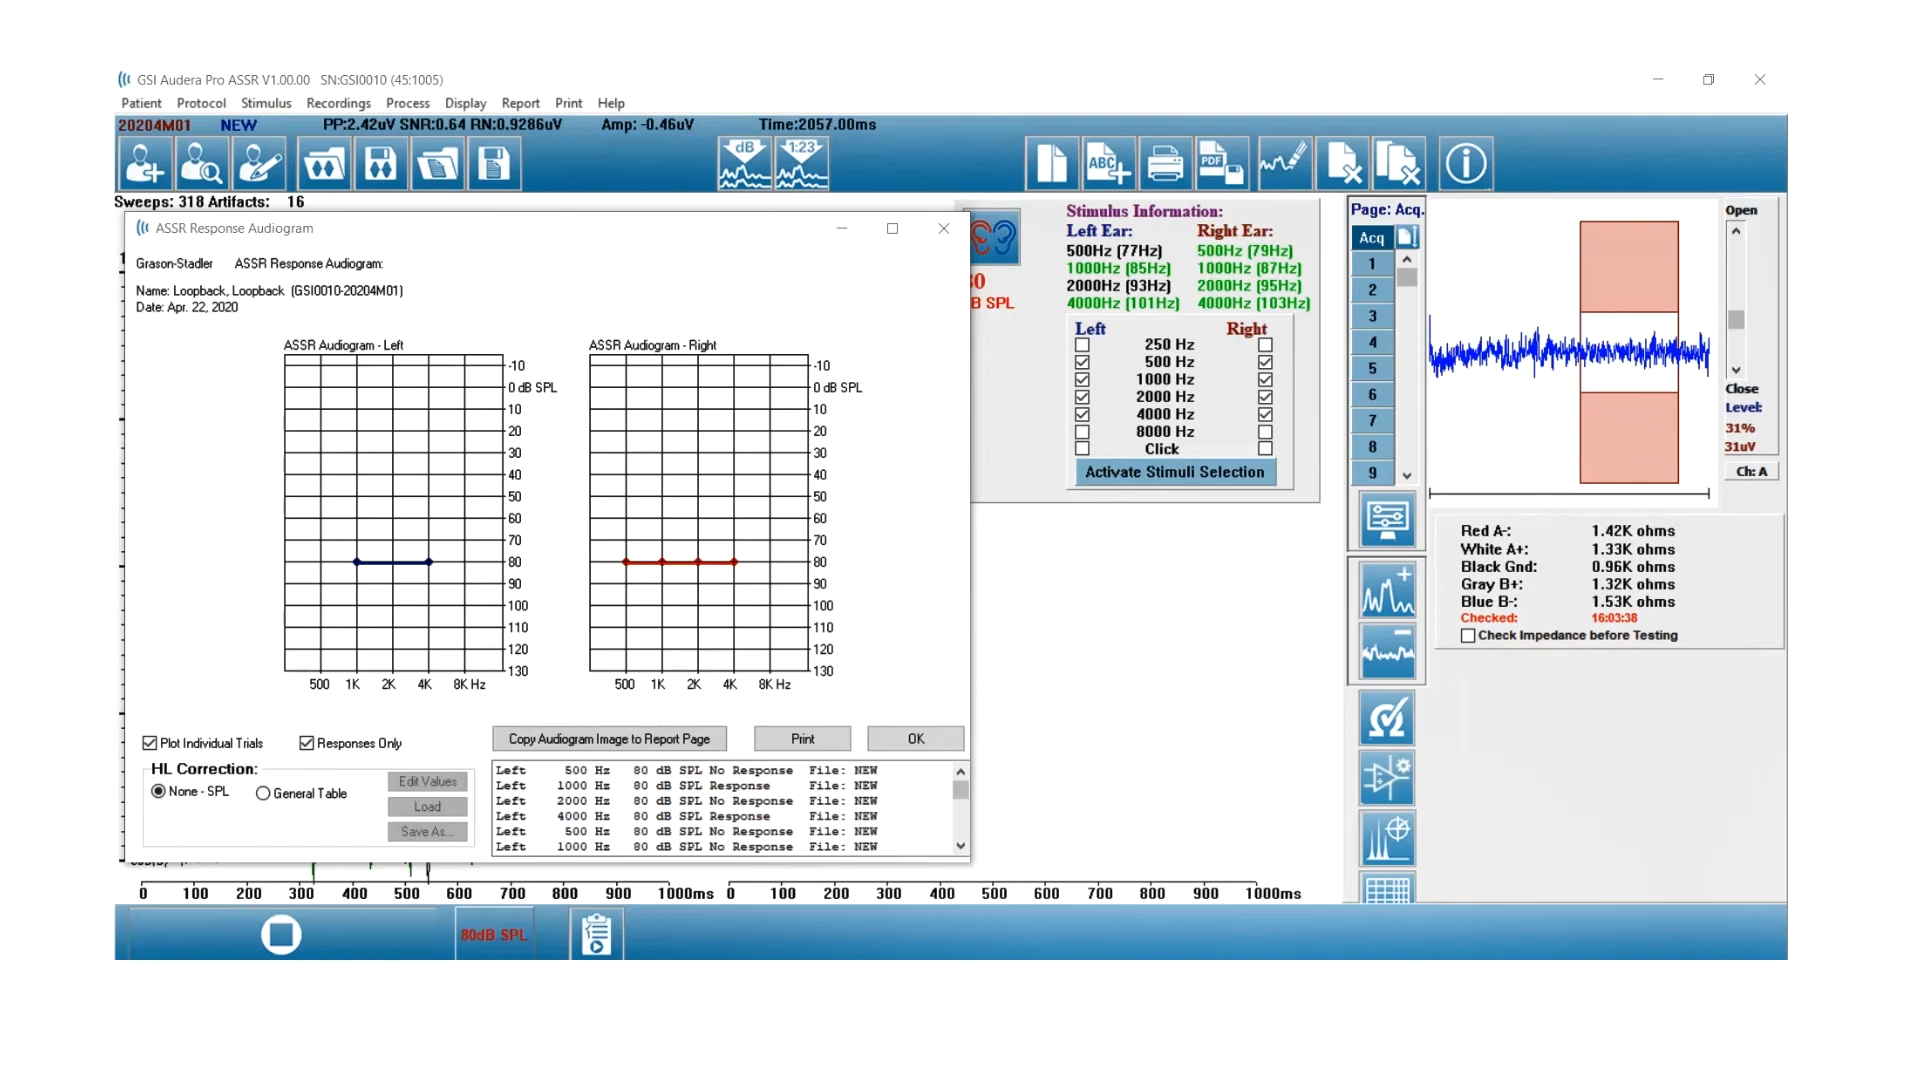 GSI Audera Pro ASSR V1.00.00 SN:GSI0010 (45:1005)
Patient Protocol Stimulus Recordings Process Display Report Print Help
20204M01 NEW PP:2.42uV SNR:0.64 RN:0.9286uV Amp: -0.46uV Time:2057.00ms
dB 1:23 ABC PDF
Sweeps: 318 Artifacts: 16
ASSR Response Audiogram
Grason-Stadler ASSR Response Audiogram:
Name: Loopback, Loopback (GSI0010-20204M01)
Date: Apr. 22, 2020
ASSR Audiogram - Left
-10
0 dB SPL
10
20
30
40
50
60
70
80
90
100
110
120
130
500 1K 2K 4K 8K Hz
ASSR Audiogram - Right
-10
0 dB SPL
10
20
30
40
50
60
70
80
90
100
110
120
130
500 1K 2K 4K 8K Hz
Plot Individual Trials Responses Only
Copy Audiogram Image to Report Page Print OK
HL Correction:
None - SPL General Table
Edit Values
Load
Save As...
Left 500 Hz 80 dB SPL No Response File: NEW
Left 1000 Hz 80 dB SPL Response File: NEW
Left 2000 Hz 80 dB SPL No Response File: NEW
Left 4000 Hz 80 dB SPL Response File: NEW
Left 500 Hz 80 dB SPL No Response File: NEW
Left 1000 Hz 80 dB SPL No Response File: NEW
B SPL
Stimulus Information:
Left Ear: Right Ear:
500Hz (77Hz) 500Hz (79Hz)
1000Hz (85Hz) 1000Hz (87Hz)
2000Hz (93Hz) 2000Hz (95Hz)
4000Hz (101Hz) 4000Hz (103Hz)
Left Right
250 Hz
500 Hz
1000 Hz
2000 Hz
4000 Hz
8000 Hz
Click
Activate Stimuli Selection
Page: Acq.
Acq
1
2
3
4
5
6
7
8
9
Open
Close
Level:
31%
31uV
Ch: A
Red A-: 1.42K ohms
White A+: 1.33K ohms
Black Gnd: 0.96K ohms
Gray B+: 1.32K ohms
Blue B-: 1.53K ohms
Checked: 16:03:38
Check Impedance before Testing
0 100 200 300 400 500 600 700 800 900 1000ms
0 100 200 300 400 500 600 700 800 900 1000ms
80dB SPL